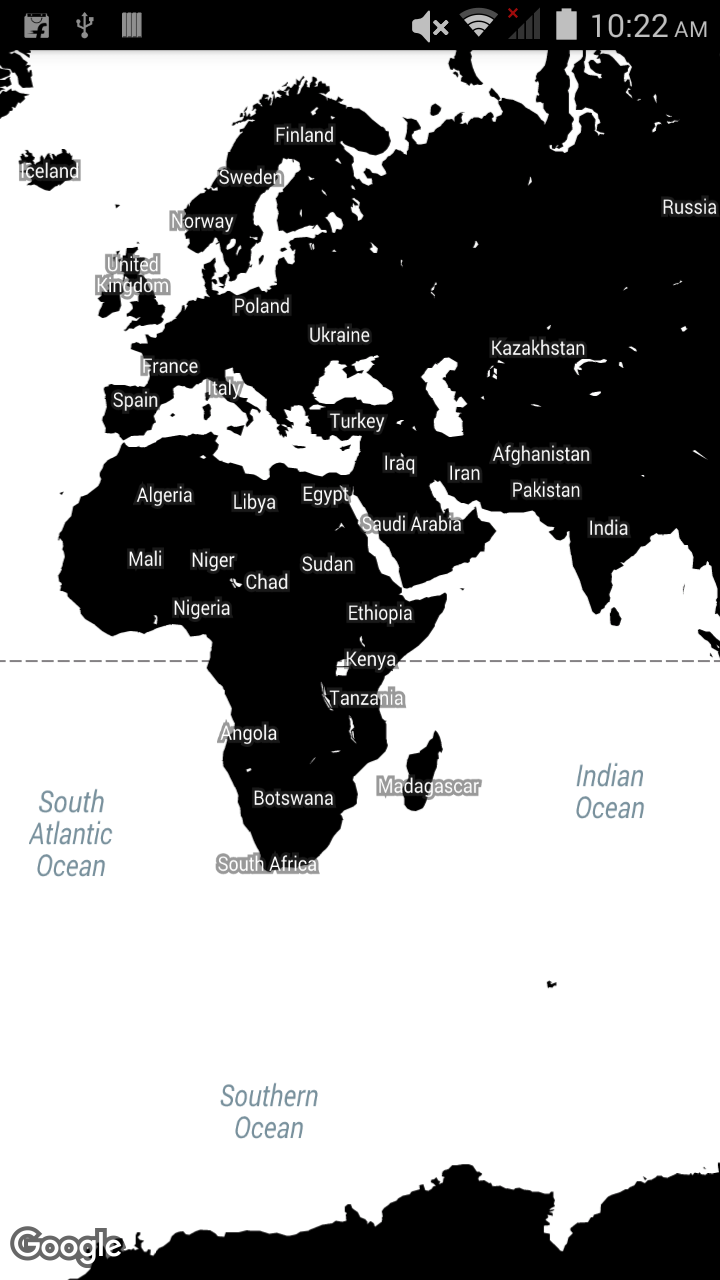 10:22 AM
Finland
Iceland
Sweden
Russia
Norway
United
Kingdom
Poland
Ukraine
Kazakhstan
France
Italy
Spain
Turkey
Afghanistan
Iraq
Iran
Pakistan
Algeria
Libya
Egypt
Saudi Arabia
India
Mali
Niger
Sudan
Chad
Nigeria
Ethiopia
Kenya
Tanzania
Angola
Madagascar
Indian
Ocean
Botswana
South
Atlantic
Ocean
South Africa
Southern
Ocean
Google